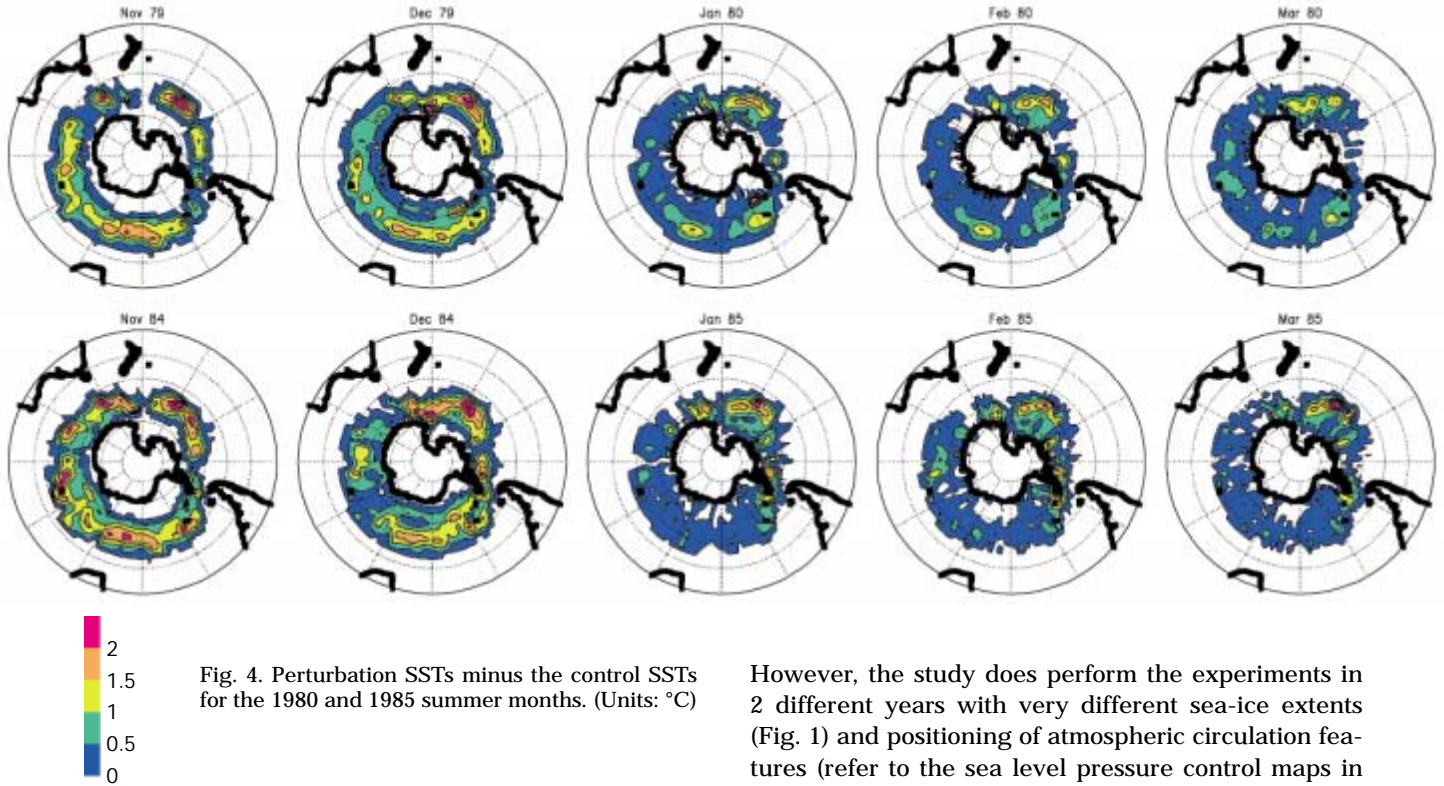 Nov 79
Dec 79
Jan 80
Feb 80
Mar 80
Nov 84
Dec 84
Jan 85
Feb 85
Mar 85
2
1.5
1
0.5
0
Fig. 4. Perturbation SSTs minus the control SSTs
for the 1980 and 1985 summer months. (Units: °C)
However, the study does perform the experiments in
2 different years with very different sea-ice extents
(Fig. 1) and positioning of atmospheric circulation fea-
tures (refer to the sea level pressure control maps in